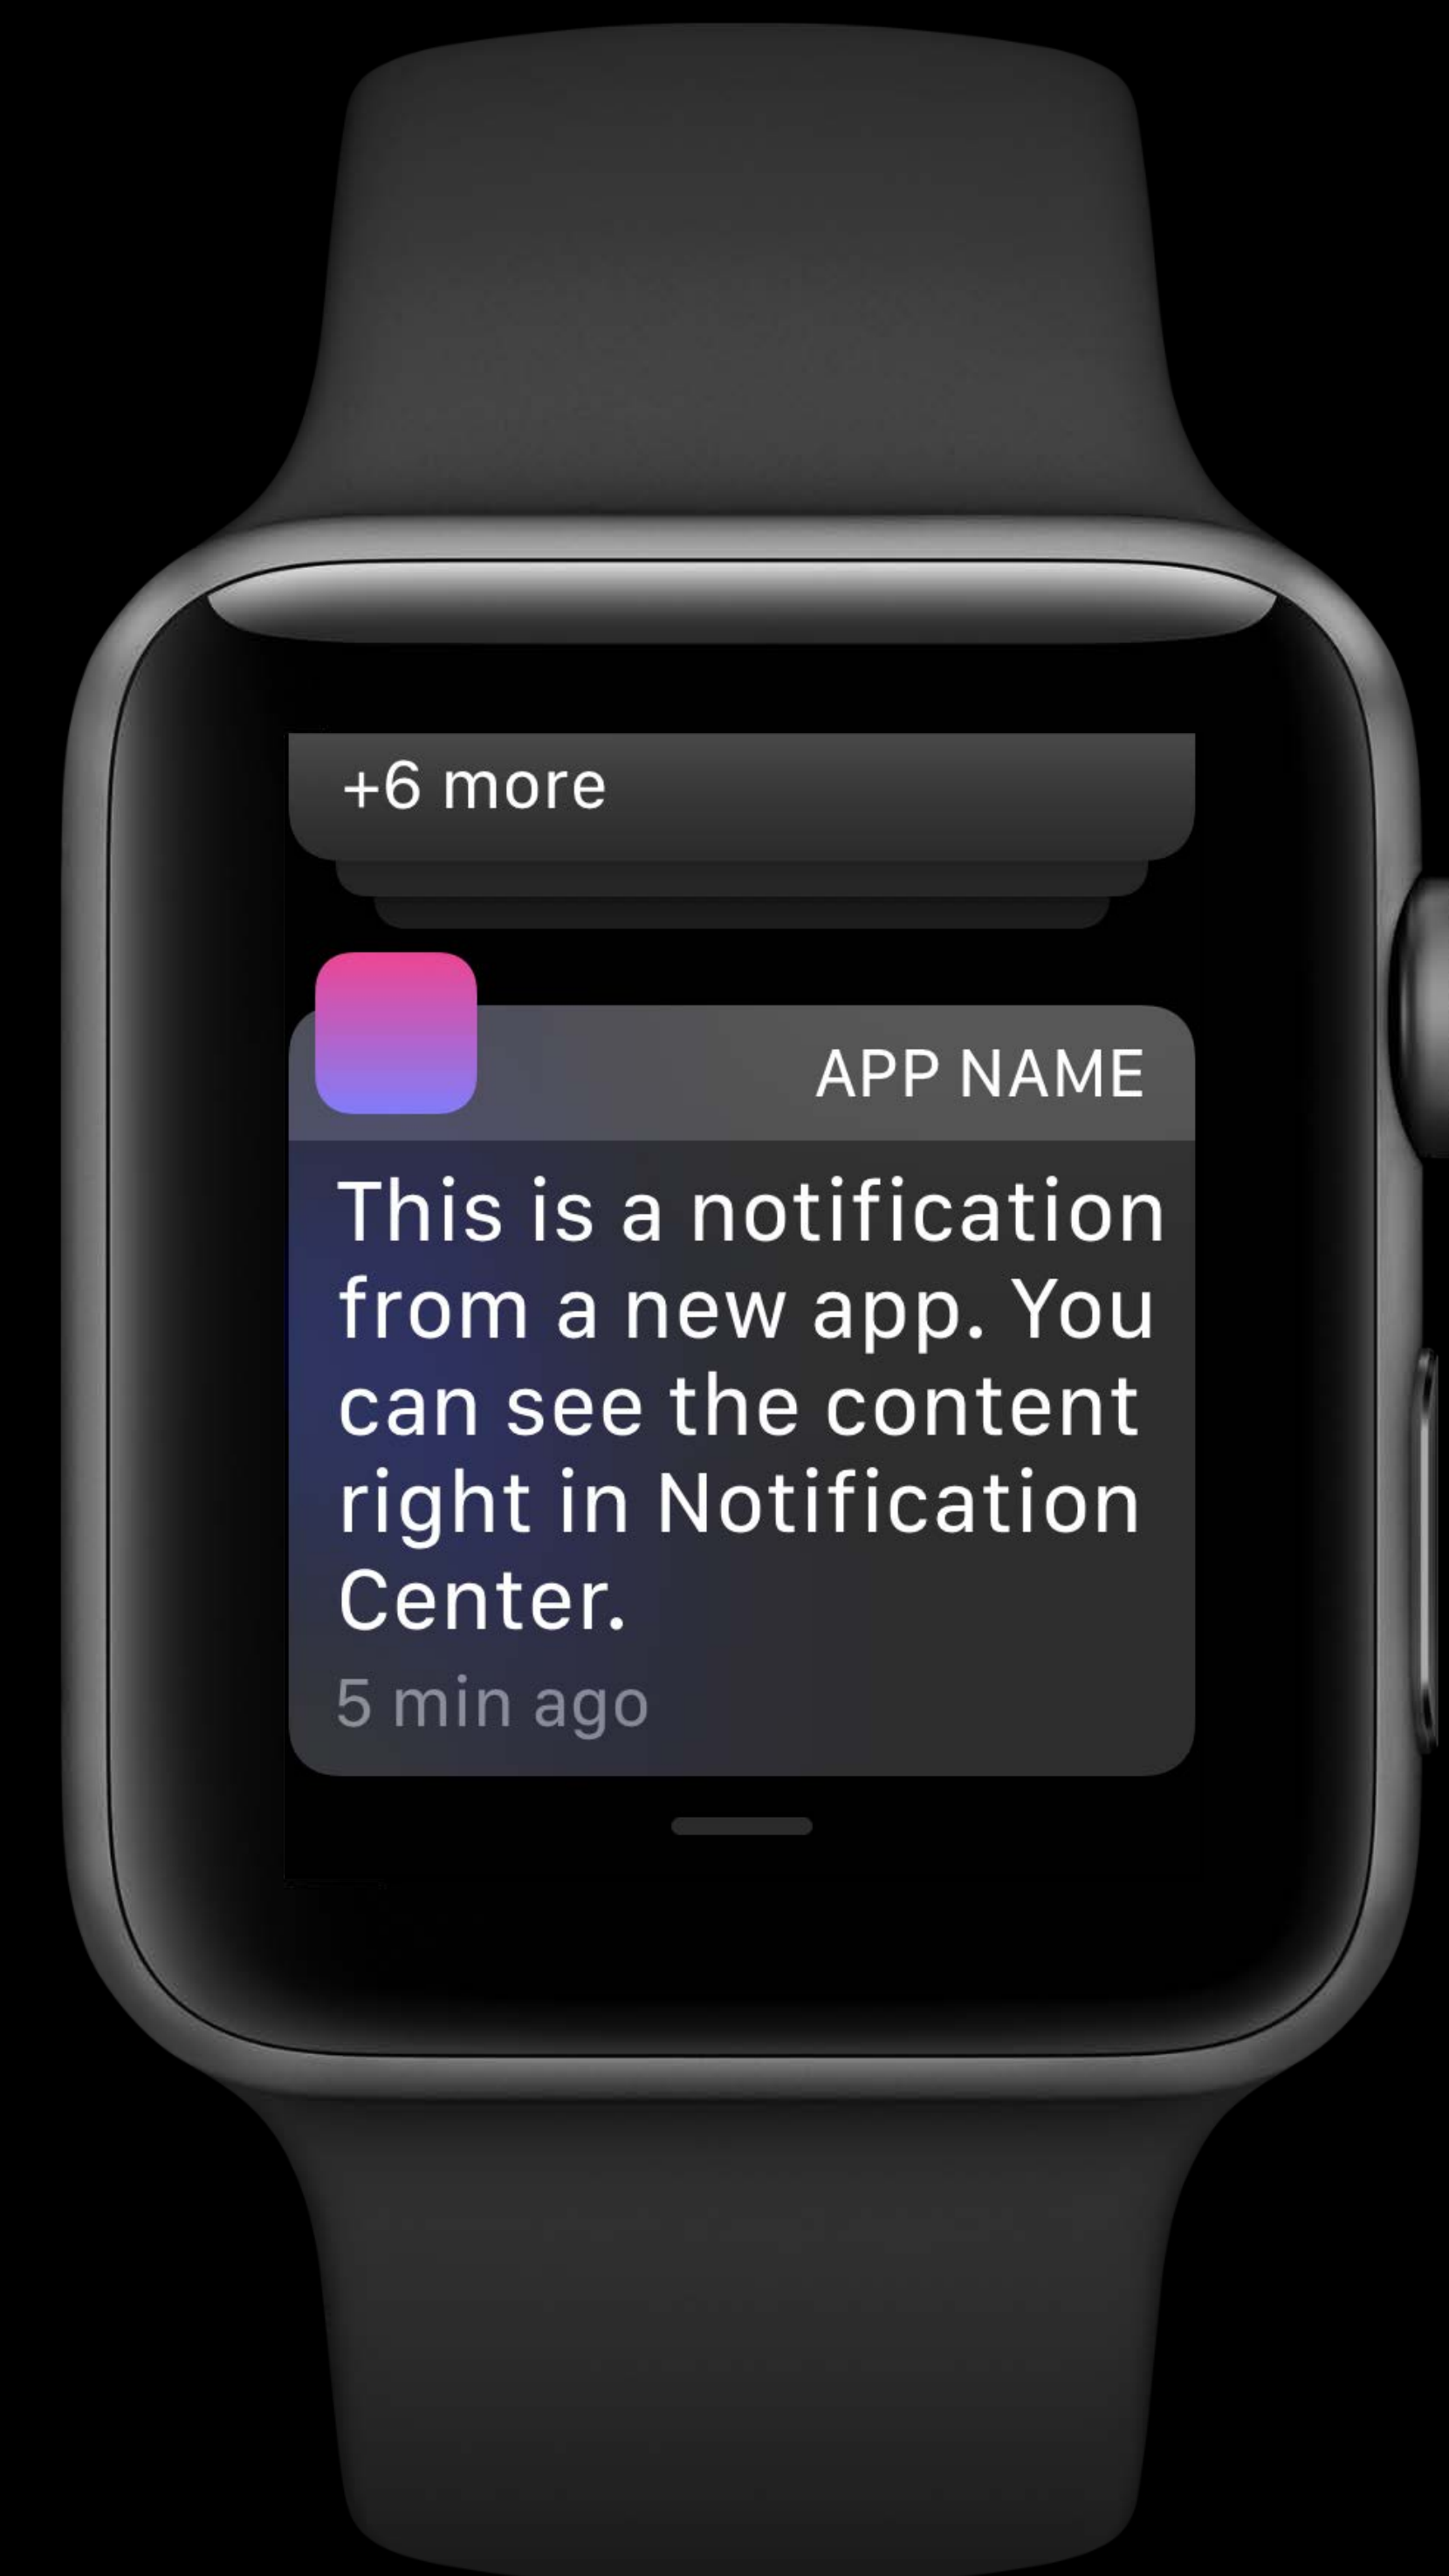 +6 more
APP NAME
This is a notification
from a new app. You
can see the content
right in Notification
Center.
5 min ago